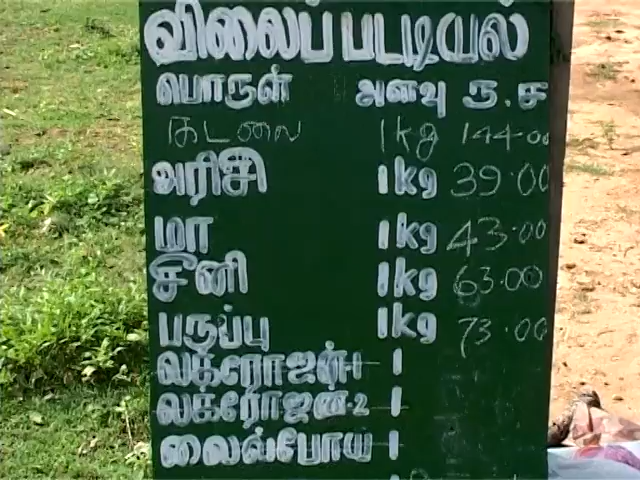 விலைப் பட்டியல்
பொருள் அளவு ரு.ச
கடலை 1kg 144.00
அரிசி 1kg 39.00
மா 1kg 43.00
சீனி 1kg 63.00
பருப்பு 1kg 73.00
லக்ரோஜன்-1 1
லக்ரோஜன்-2 1
லைவ்போய் 1